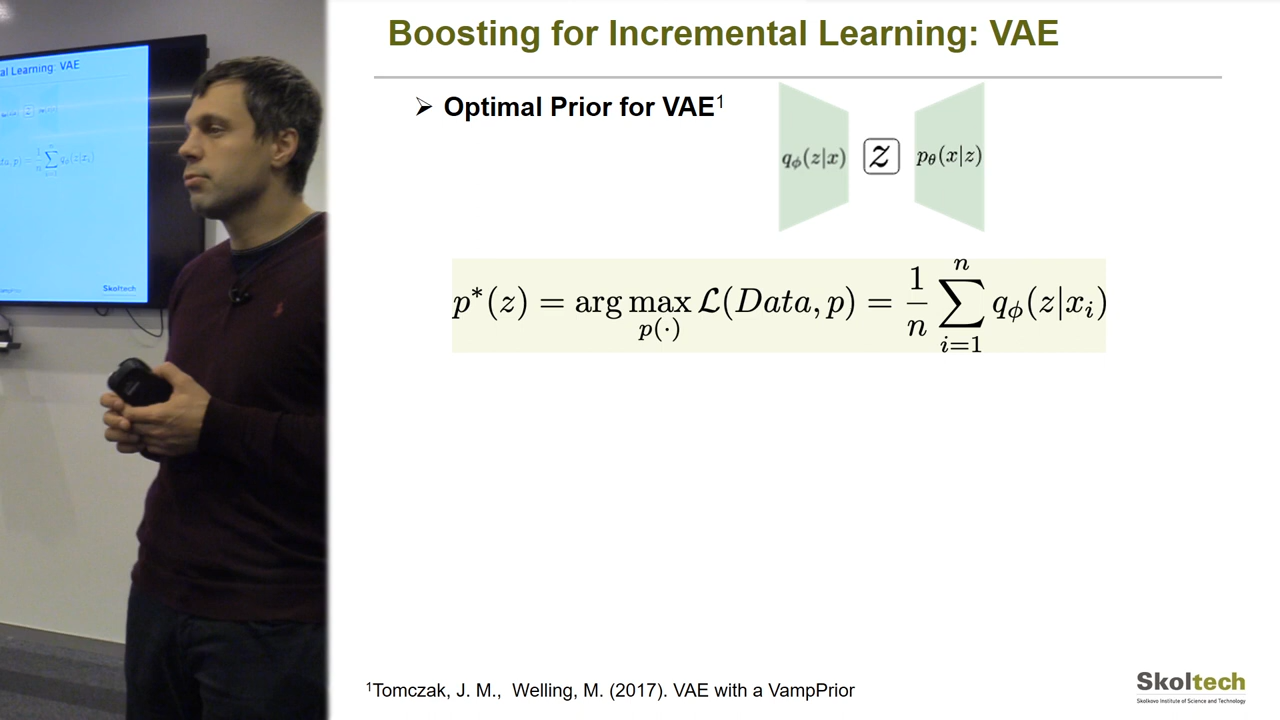 Boosting for Incremental Learning: VAE
➢ Optimal Prior for VAE¹
q_ϕ(z|x) z p_θ(x|z)
p*(z) = arg max_{p(·)} ℒ(Data, p) = 1/n ∑_{i=1}^{n} q_ϕ(z|x_i)
¹Tomczak, J. M., Welling, M. (2017). VAE with a VampPrior
Skoltech
Skolkovo Institute of Science and Technology
al Learning: VAE
Skoltech